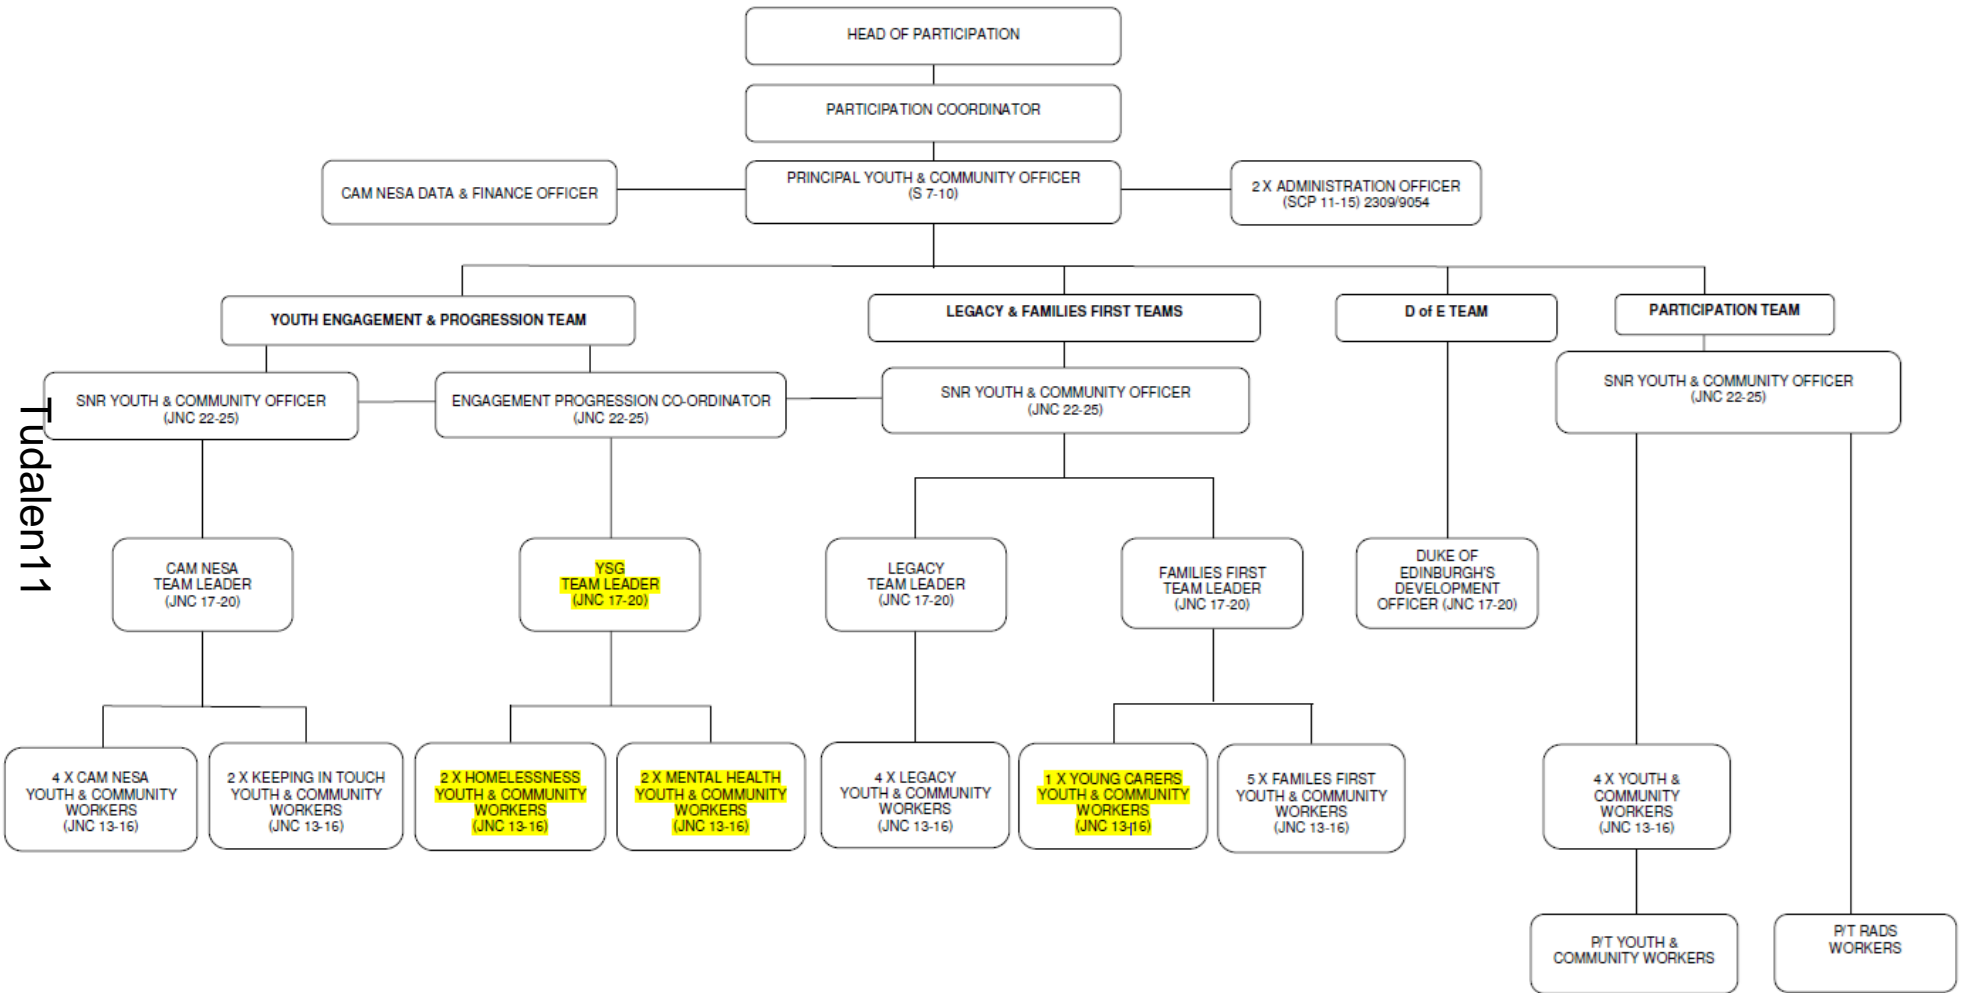 HEAD OF PARTICIPATION
PARTICIPATION COORDINATOR
CAM NESA DATA & FINANCE OFFICER
PRINCIPAL YOUTH & COMMUNITY OFFICER
(S 7-10)
2 X ADMINISTRATION OFFICER
(SCP 11-15) 2309/9054
YOUTH ENGAGEMENT & PROGRESSION TEAM
LEGACY & FAMILIES FIRST TEAMS
D of E TEAM
PARTICIPATION TEAM
SNR YOUTH & COMMUNITY OFFICER
(JNC 22-25)
ENGAGEMENT PROGRESSION CO-ORDINATOR
(JNC 22-25)
SNR YOUTH & COMMUNITY OFFICER
(JNC 22-25)
SNR YOUTH & COMMUNITY OFFICER
(JNC 22-25)
Tudalen11
CAM NESA
TEAM LEADER
(JNC 17-20)
YSG
TEAM LEADER
(JNC 17-20)
LEGACY
TEAM LEADER
(JNC 17-20)
FAMILIES FIRST
TEAM LEADER
(JNC 17-20)
DUKE OF
EDINBURGH'S
DEVELOPMENT
OFFICER (JNC 17-20)
4 X CAM NESA
YOUTH & COMMUNITY
WORKERS
(JNC 13-16)
2 X KEEPING IN TOUCH
YOUTH & COMMUNITY
WORKERS
(JNC 13-16)
2 X HOMELESSNESS
YOUTH & COMMUNITY
WORKERS
(JNC 13-16)
2 X MENTAL HEALTH
YOUTH & COMMUNITY
WORKERS
(JNC 13-16)
4 X LEGACY
YOUTH & COMMUNITY
WORKERS
(JNC 13-16)
1 X YOUNG CARERS
YOUTH & COMMUNITY
WORKERS
(JNC 13-16)
5 X FAMILES FIRST
YOUTH & COMMUNITY
WORKERS
(JNC 13-16)
4 X YOUTH &
COMMUNITY
WORKERS
(JNC 13-16)
P/T YOUTH &
COMMUNITY WORKERS
P/T RADS
WORKERS